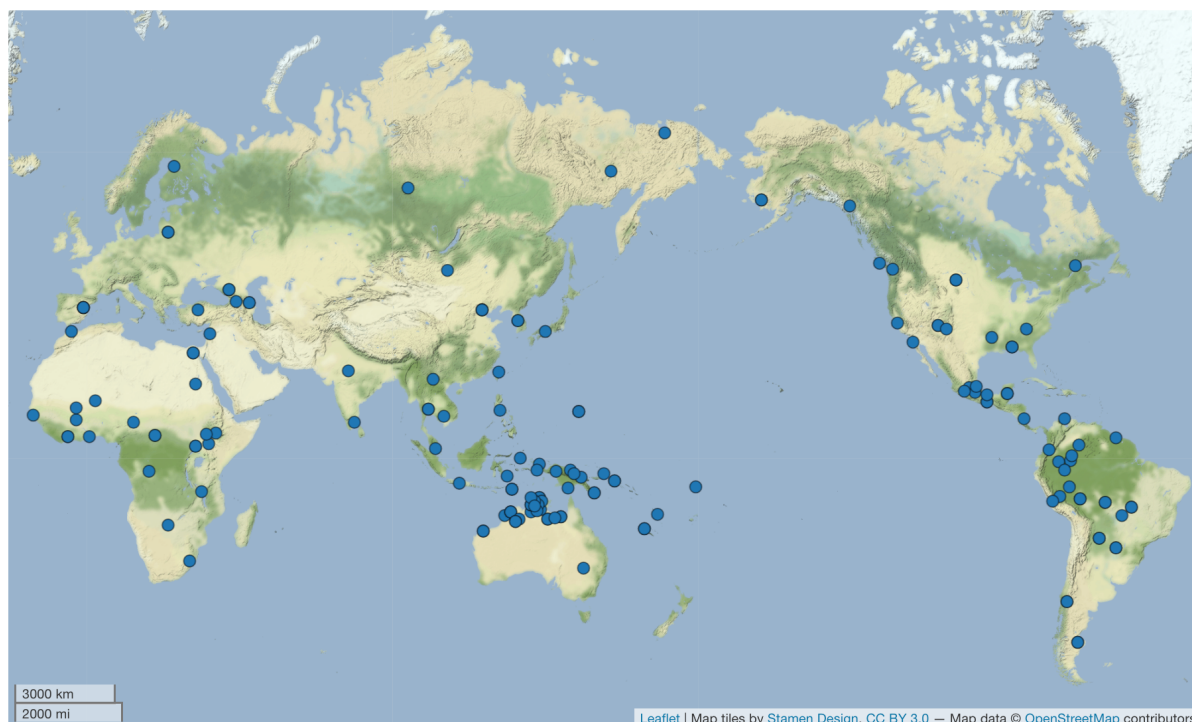 3000 km
2000 mi
Leaflet | Map tiles by Stamen Design, CC BY 3.0 — Map data © OpenStreetMap contributors